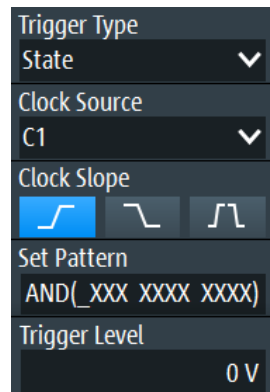 Trigger Type
State
Clock Source
C1
Clock Slope
Set Pattern
AND(_XXX XXXX XXXX)
Trigger Level
0 V